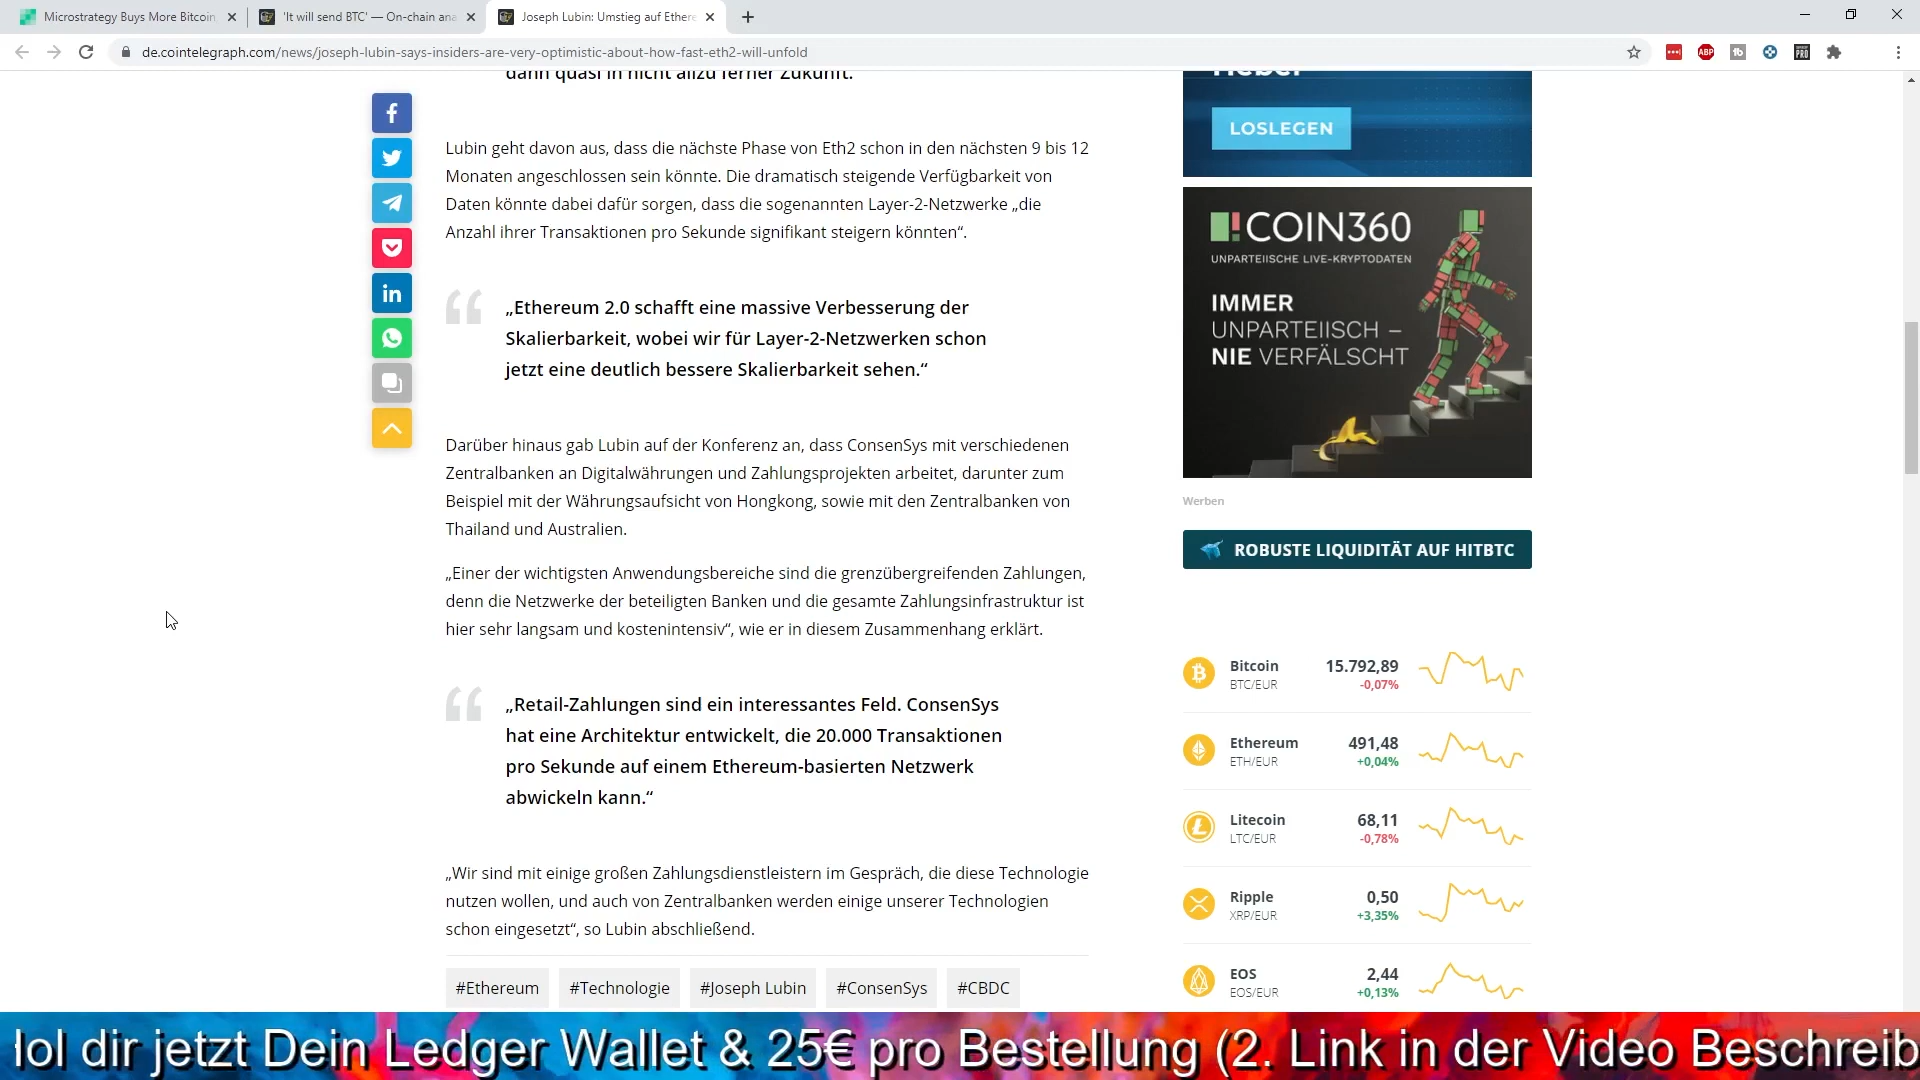 Microstrategy Buys More Bitcoin
'It will send BTC' — On-chain ana
Joseph Lubin: Umstieg auf Ethere
de.cointelegraph.com/news/joseph-lubin-says-insiders-are-very-optimistic-about-how-fast-eth2-will-unfold
dann quasi in nicht allzu ferner Zukunft.
Lubin geht davon aus, dass die nächste Phase von Eth2 schon in den nächsten 9 bis 12
Monaten angeschlossen sein könnte. Die dramatisch steigende Verfügbarkeit von
Daten könnte dabei dafür sorgen, dass die sogenannten Layer-2-Netzwerke „die
Anzahl ihrer Transaktionen pro Sekunde signifikant steigern könnten“.
„Ethereum 2.0 schafft eine massive Verbesserung der
Skalierbarkeit, wobei wir für Layer-2-Netzwerken schon
jetzt eine deutlich bessere Skalierbarkeit sehen.“
Darüber hinaus gab Lubin auf der Konferenz an, dass ConsenSys mit verschiedenen
Zentralbanken an Digitalwährungen und Zahlungsprojekten arbeitet, darunter zum
Beispiel mit der Währungsaufsicht von Hongkong, sowie mit den Zentralbanken von
Thailand und Australien.
„Einer der wichtigsten Anwendungsbereiche sind die grenzübergreifenden Zahlungen,
denn die Netzwerke der beteiligten Banken und die gesamte Zahlungsinfrastruktur ist
hier sehr langsam und kostenintensiv“, wie er in diesem Zusammenhang erklärt.
„Retail-Zahlungen sind ein interessantes Feld. ConsenSys
hat eine Architektur entwickelt, die 20.000 Transaktionen
pro Sekunde auf einem Ethereum-basierten Netzwerk
abwickeln kann.“
„Wir sind mit einige großen Zahlungsdienstleistern im Gespräch, die diese Technologie
nutzen wollen, und auch von Zentralbanken werden einige unserer Technologien
schon eingesetzt“, so Lubin abschließend.
#Ethereum #Technologie #Joseph Lubin #ConsenSys #CBDC
LOSLEGEN
COIN360
UNPARTEIISCHE LIVE-KRYPTODATEN
IMMER
UNPARTEIISCH –
NIE VERFÄLSCHT
Werben
ROBUSTE LIQUIDITÄT AUF HITBTC
Bitcoin 15.792,89
BTC/EUR -0,07%
Ethereum 491,48
ETH/EUR +0,04%
Litecoin 68,11
LTC/EUR -0,78%
Ripple 0,50
XRP/EUR +3,35%
EOS 2,44
EOS/EUR +0,13%
dir jetzt Dein Ledger Wallet & 25€ pro Bestellung (2. Link in der Video Beschreib